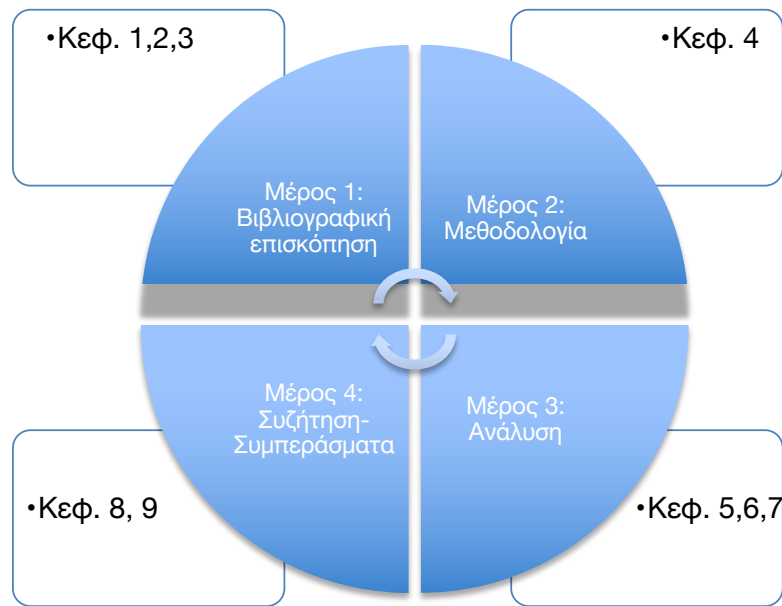 •Κεφ. 1,2,3
•Κεφ. 4
Μέρος 1:
Βιβλιογραφική
επισκόπηση
Μέρος 2:
Μεθοδολογία
Μέρος 4:
Συζήτηση-
Συμπεράσματα
Μέρος 3:
Ανάλυση
•Κεφ. 8, 9
•Κεφ. 5,6,7